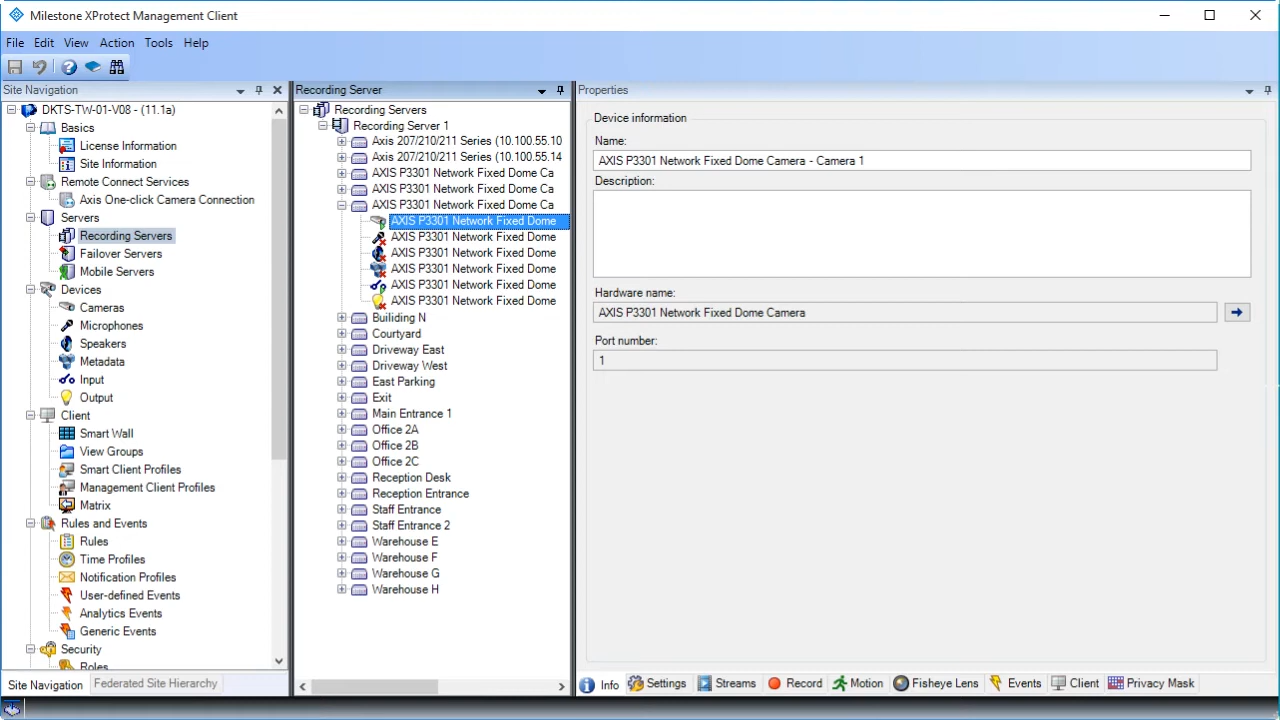 Milestone XProtect Management Client
File Edit View Action Tools Help
Site Navigation
DKTS-TW-01-V08 - (11.1a)
Basics
License Information
Site Information
Remote Connect Services
Axis One-click Camera Connection
Servers
Recording Servers
Failover Servers
Mobile Servers
Devices
Cameras
Microphones
Speakers
Metadata
Input
Output
Client
Smart Wall
View Groups
Smart Client Profiles
Management Client Profiles
Matrix
Rules and Events
Rules
Time Profiles
Notification Profiles
User-defined Events
Analytics Events
Generic Events
Security
Roles
Site Navigation Federated Site Hierarchy
Recording Server
Recording Servers
Recording Server 1
Axis 207/210/211 Series (10.100.55.10
Axis 207/210/211 Series (10.100.55.14
AXIS P3301 Network Fixed Dome Ca
AXIS P3301 Network Fixed Dome Ca
AXIS P3301 Network Fixed Dome Ca
AXIS P3301 Network Fixed Dome
AXIS P3301 Network Fixed Dome
AXIS P3301 Network Fixed Dome
AXIS P3301 Network Fixed Dome
AXIS P3301 Network Fixed Dome
AXIS P3301 Network Fixed Dome
Builiding N
Courtyard
Driveway East
Driveway West
East Parking
Exit
Main Entrance 1
Office 2A
Office 2B
Office 2C
Reception Desk
Reception Entrance
Staff Entrance
Staff Entrance 2
Warehouse E
Warehouse F
Warehouse G
Warehouse H
Properties
Device information
Name:
AXIS P3301 Network Fixed Dome Camera - Camera 1
Description:
Hardware name:
AXIS P3301 Network Fixed Dome Camera
Port number:
1
Info Settings Streams Record Motion Fisheye Lens Events Client Privacy Mask